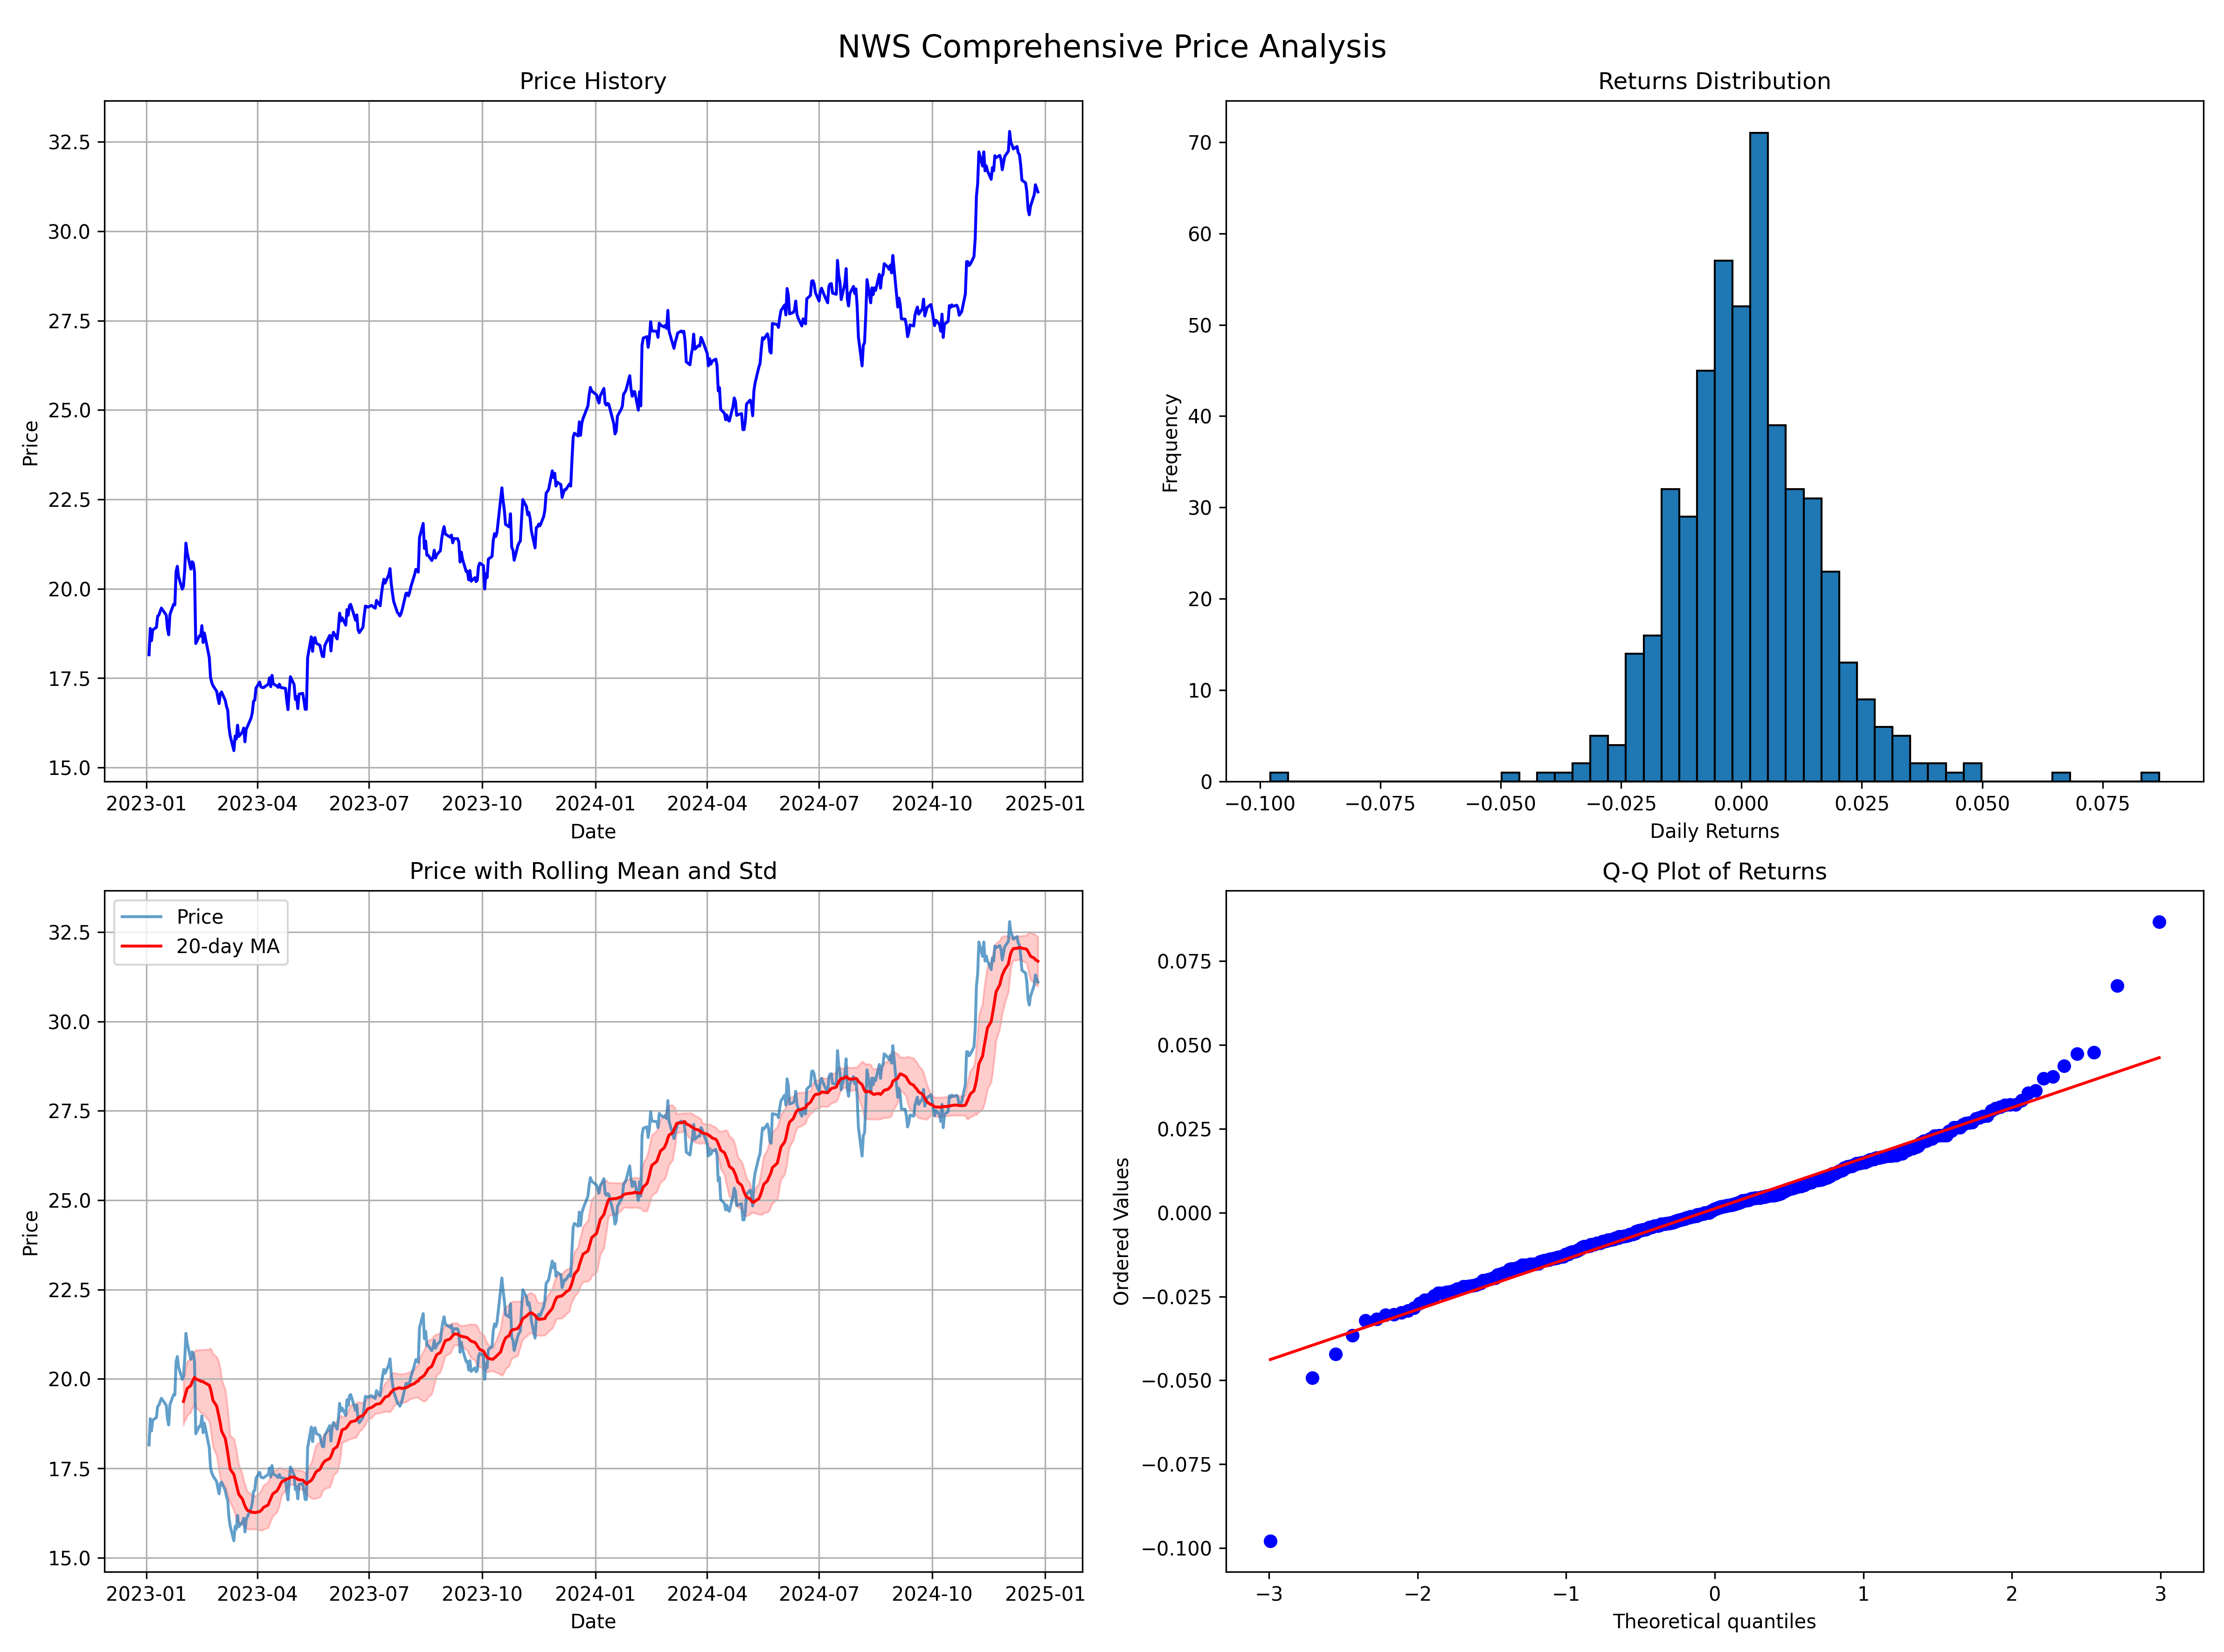 NWS Comprehensive Price Analysis
Price History
32.5
30.0
27.5
25.0
22.5
20.0
17.5
15.0
Price
2023-01 2023-04 2023-07 2023-10 2024-01 2024-04 2024-07 2024-10 2025-01
Date
Returns Distribution
70
60
50
40
30
20
10
0
Frequency
−0.100 −0.075 −0.050 −0.025 0.000 0.025 0.050 0.075
Daily Returns
Price with Rolling Mean and Std
Price
20-day MA
32.5
30.0
27.5
25.0
22.5
20.0
17.5
15.0
Price
2023-01 2023-04 2023-07 2023-10 2024-01 2024-04 2024-07 2024-10 2025-01
Date
Q-Q Plot of Returns
0.075
0.050
0.025
0.000
−0.025
−0.050
−0.075
−0.100
Ordered Values
−3 −2 −1 0 1 2 3
Theoretical quantiles